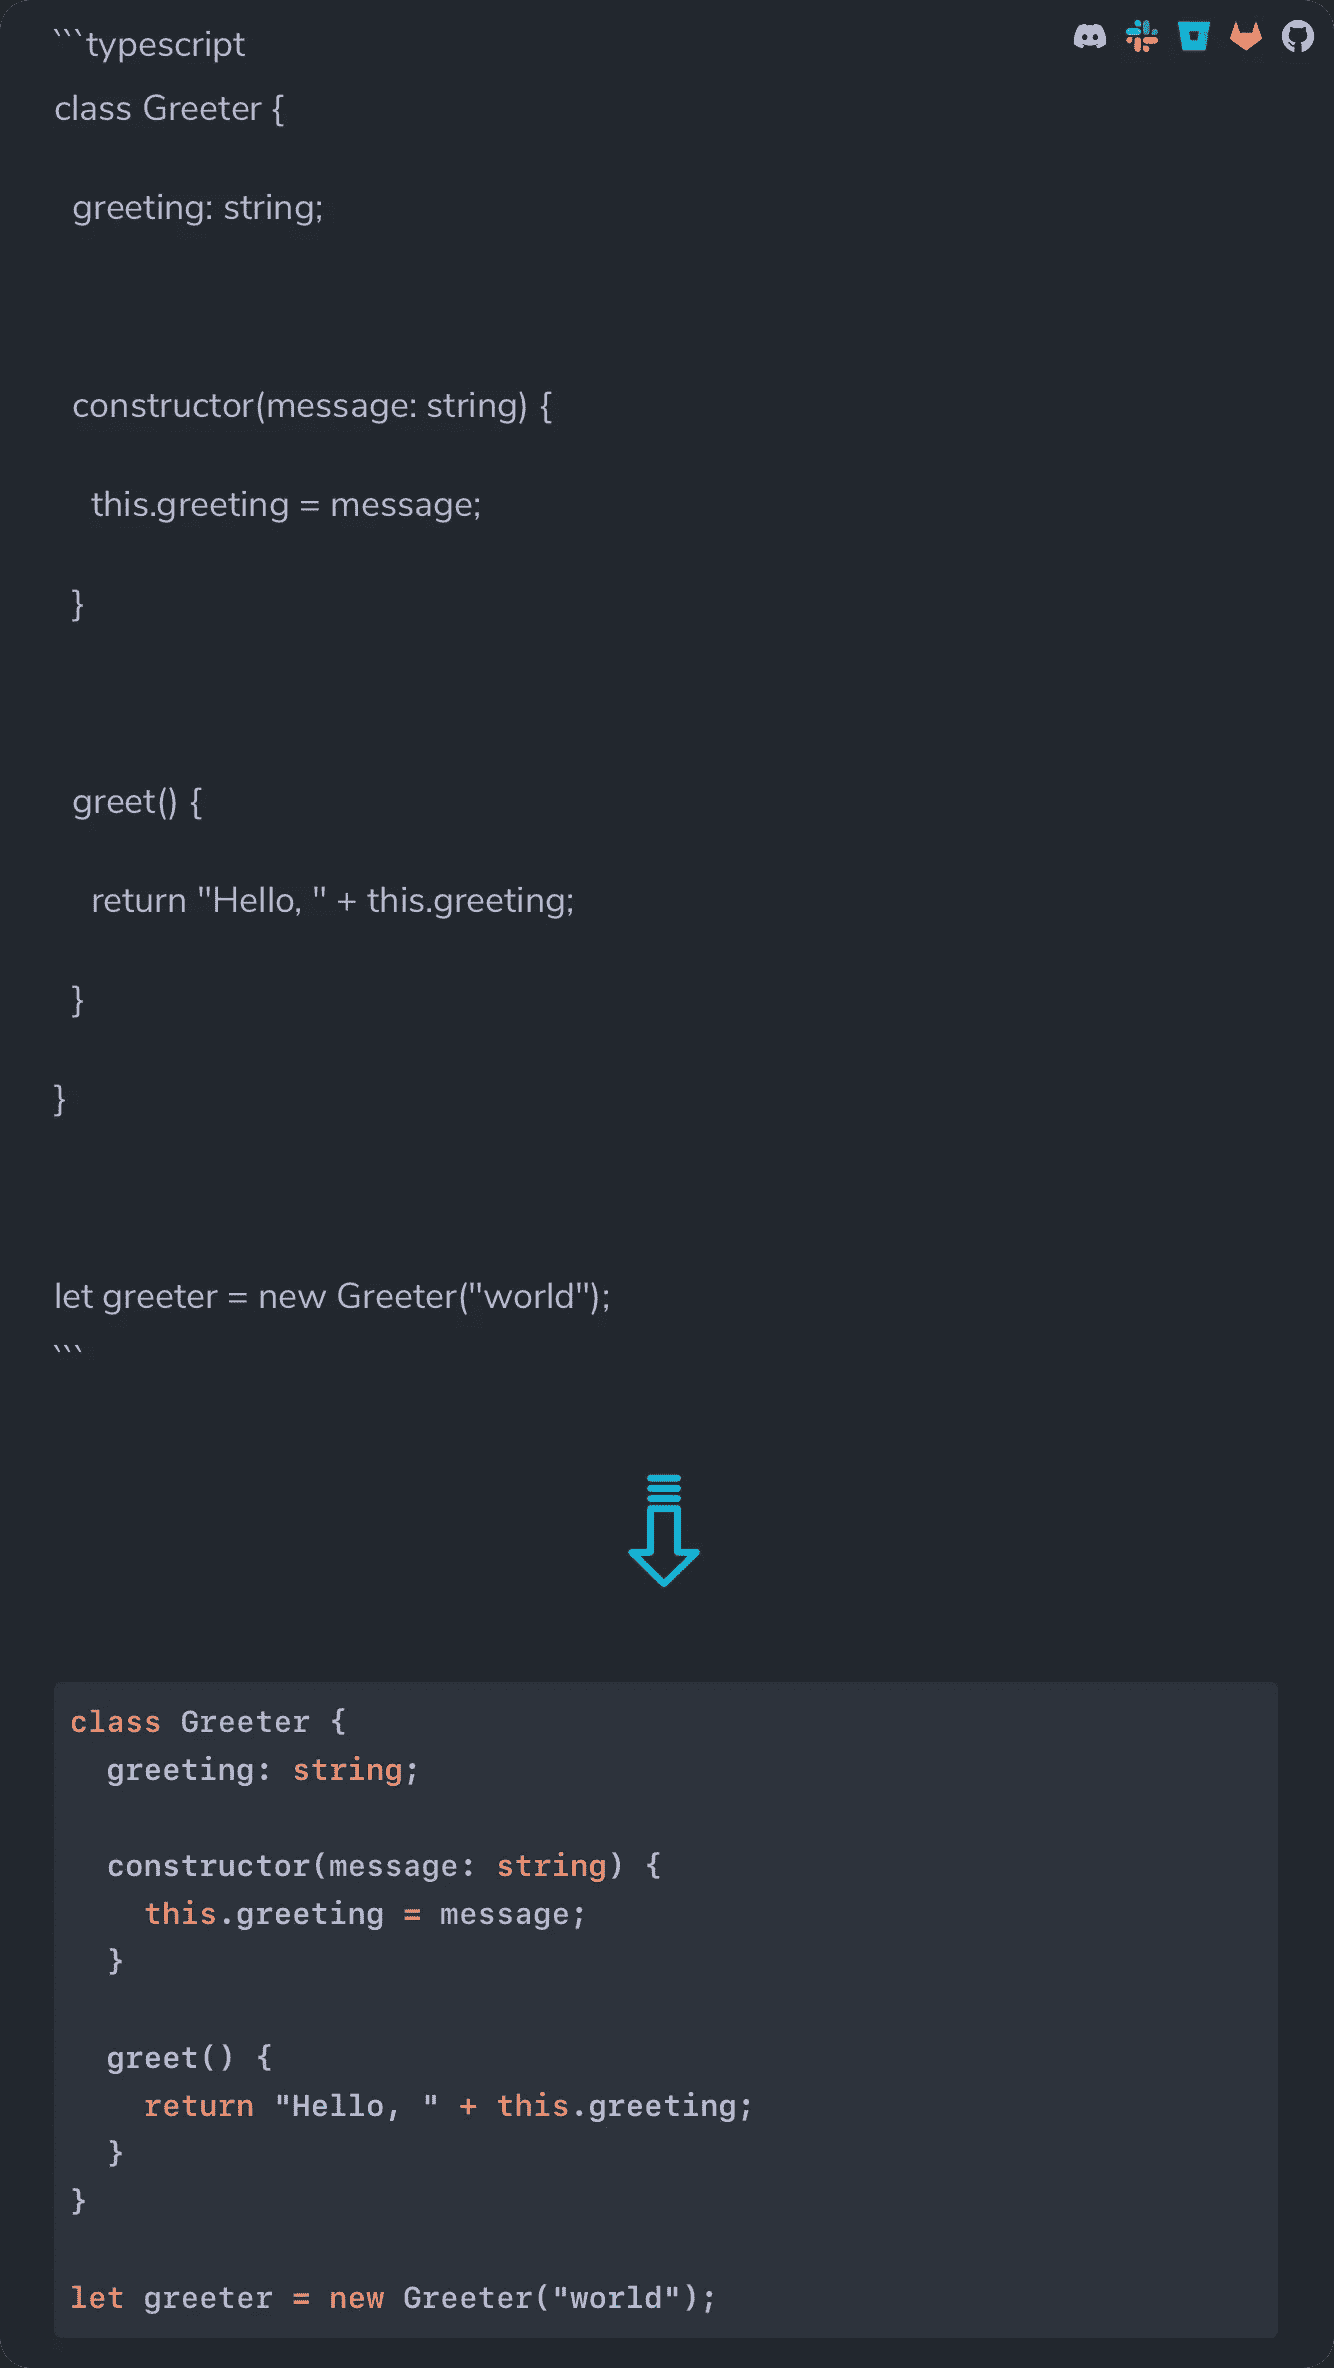 ```typescript
class Greeter {
  greeting: string;
  constructor(message: string) {
    this.greeting = message;
  }
  greet() {
    return "Hello, " + this.greeting;
  }
}
let greeter = new Greeter("world");
```
class Greeter {
  greeting: string;
  constructor(message: string) {
    this.greeting = message;
  }
  greet() {
    return "Hello, " + this.greeting;
  }
}
let greeter = new Greeter("world");